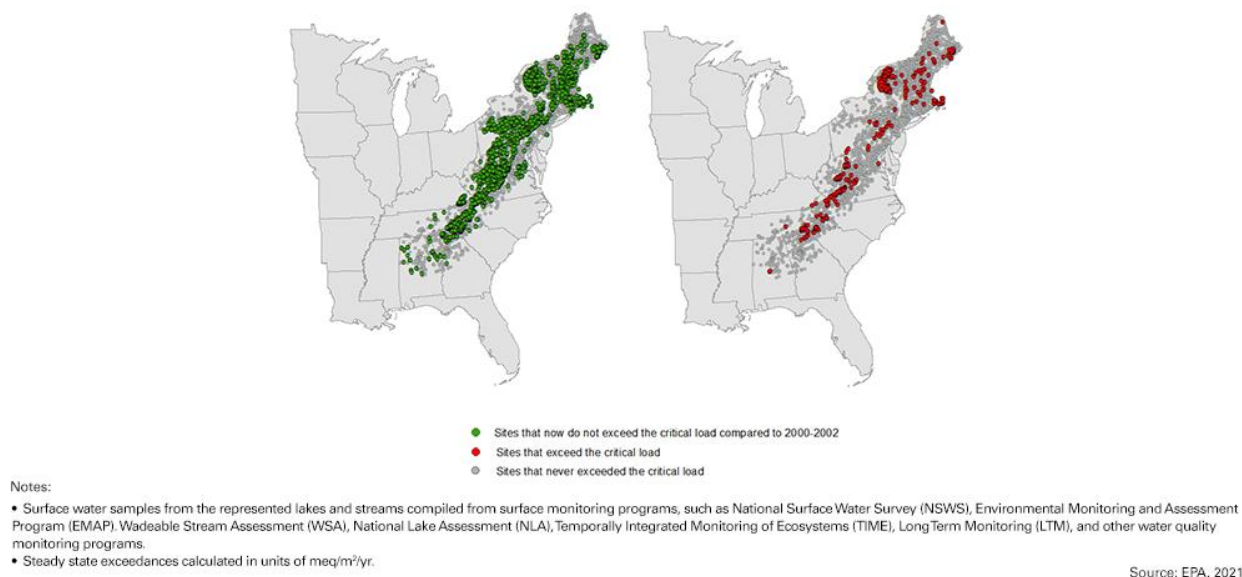 Sites that now do not exceed the critical load compared to 2000-2002
Sites that exceed the critical load
Sites that never exceeded the critical load
Notes:
• Surface water samples from the represented lakes and streams compiled from surface monitoring programs, such as National Surface Water Survey (NSWS), Environmental Monitoring and Assessment
Program (EMAP). Wadeable Stream Assessment (WSA), National Lake Assessment (NLA), Temporally Integrated Monitoring of Ecosystems (TIME), Long Term Monitoring (LTM), and other water quality
monitoring programs.
• Steady state exceedances calculated in units of meq/m²/yr.
Source: EPA, 2021